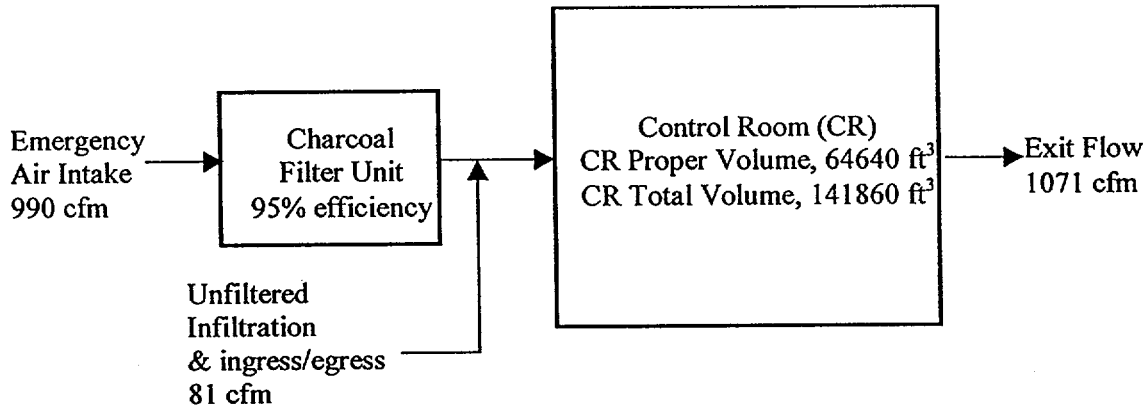 Emergency
Air Intake
990 cfm
Charcoal
Filter Unit
95% efficiency
Unfiltered
Infiltration
& ingress/egress
81 cfm
Control Room (CR)
CR Proper Volume, 64640 ft³
CR Total Volume, 141860 ft³
Exit Flow
1071 cfm